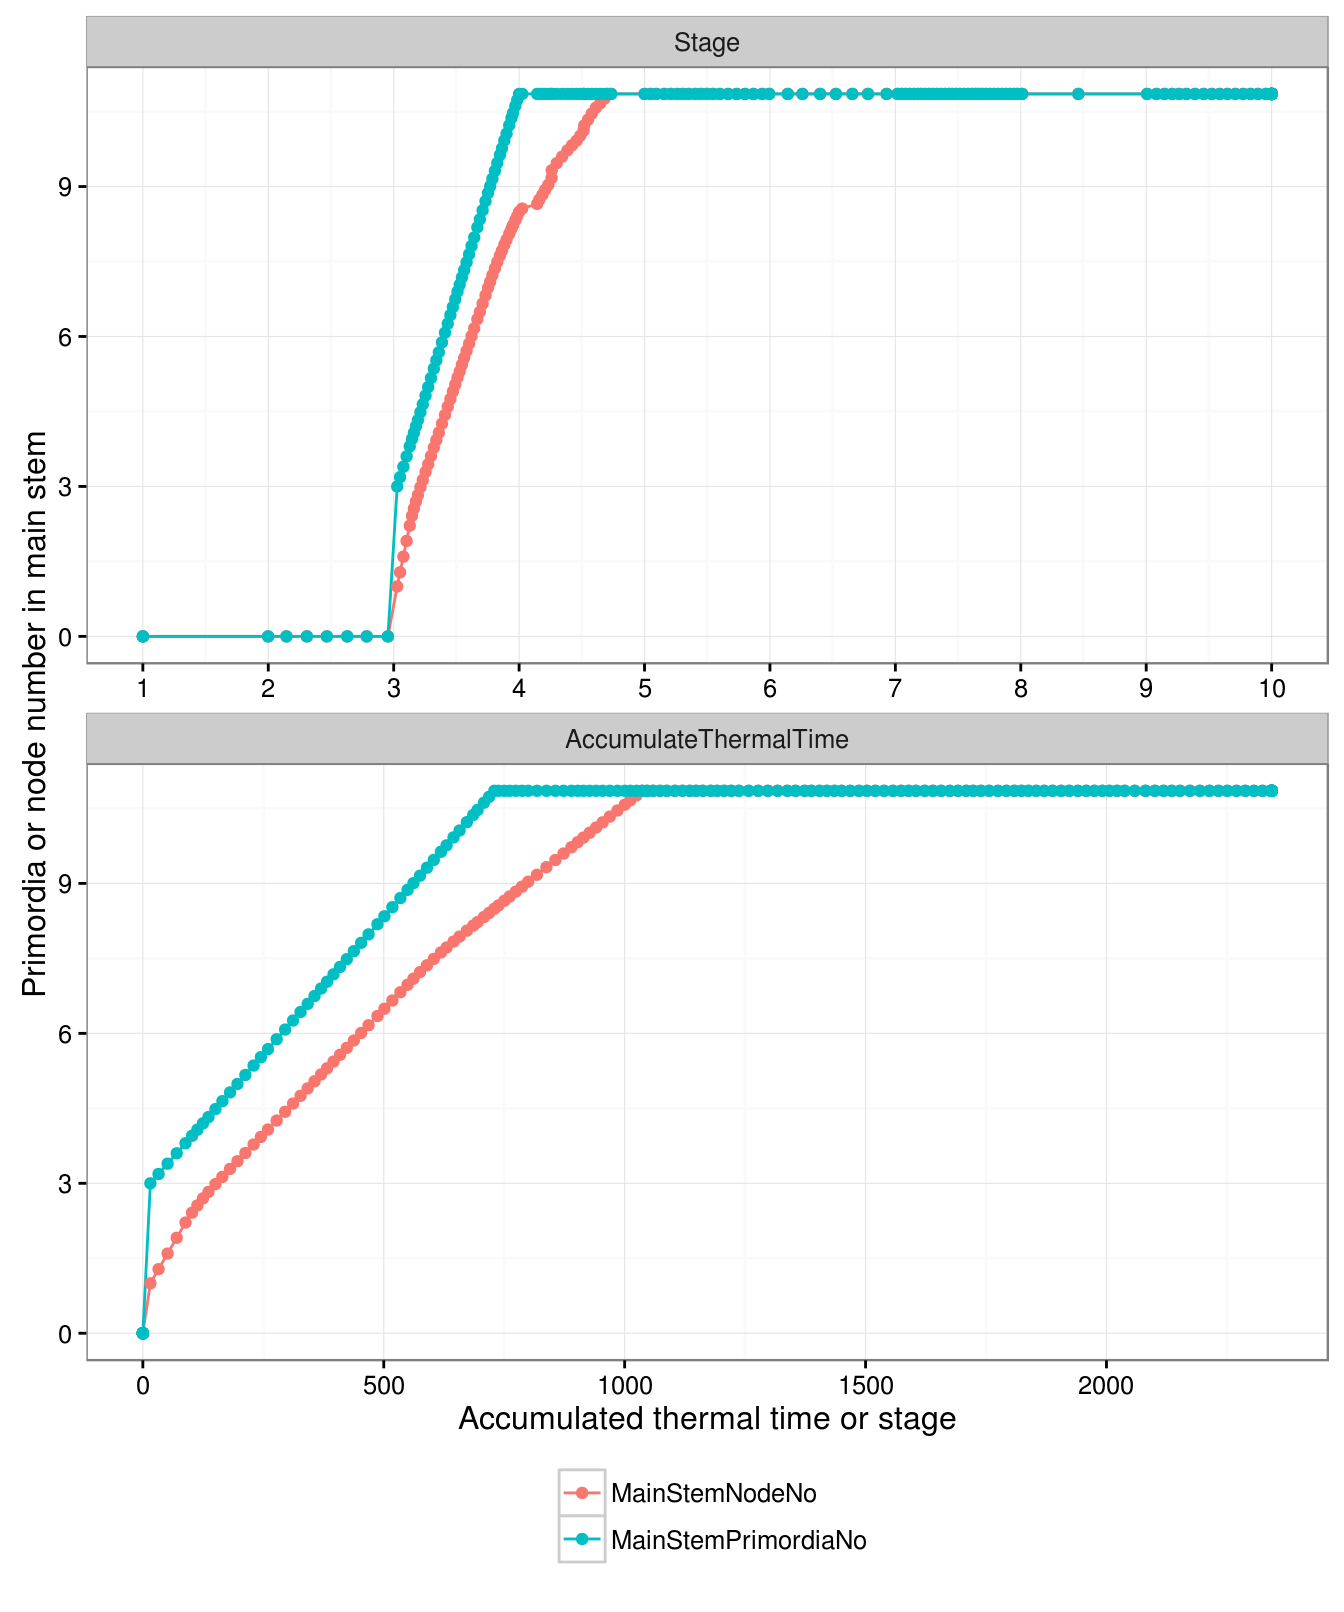 Stage
9
6
3
0
1 2 3 4 5 6 7 8 9 10
AccumulateThermalTime
9
6
3
0
0 500 1000 1500 2000
Primordia or node number in main stem
Accumulated thermal time or stage
MainStemNodeNo
MainStemPrimordiaNo